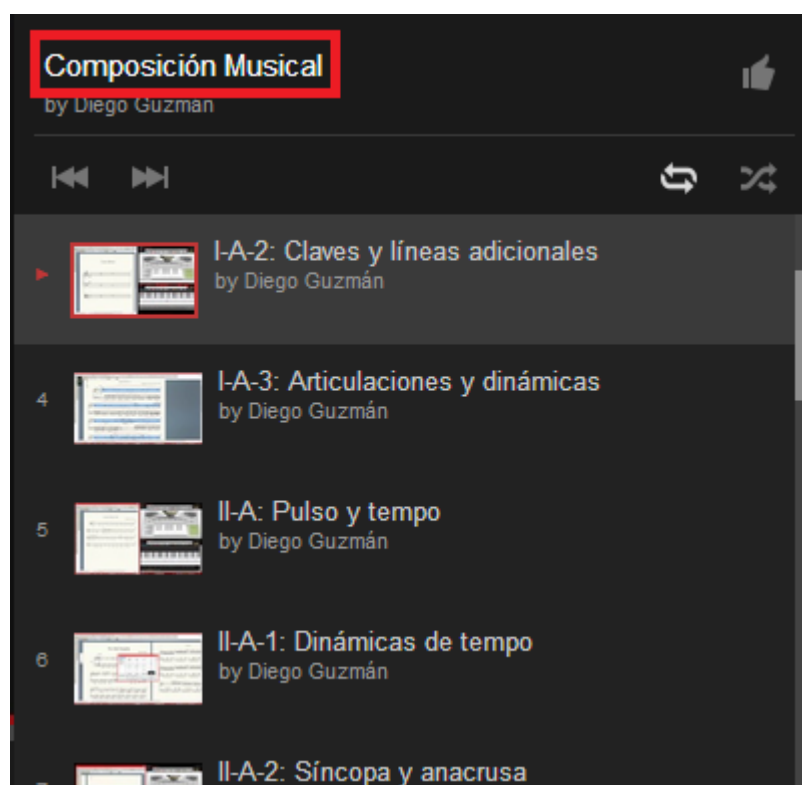 Composición Musical
by Diego Guzmán
I-A-2: Claves y líneas adicionales
by Diego Guzmán
4
I-A-3: Articulaciones y dinámicas
by Diego Guzmán
5
II-A: Pulso y tempo
by Diego Guzmán
6
II-A-1: Dinámicas de tempo
by Diego Guzmán
II-A-2: Síncopa y anacrusa